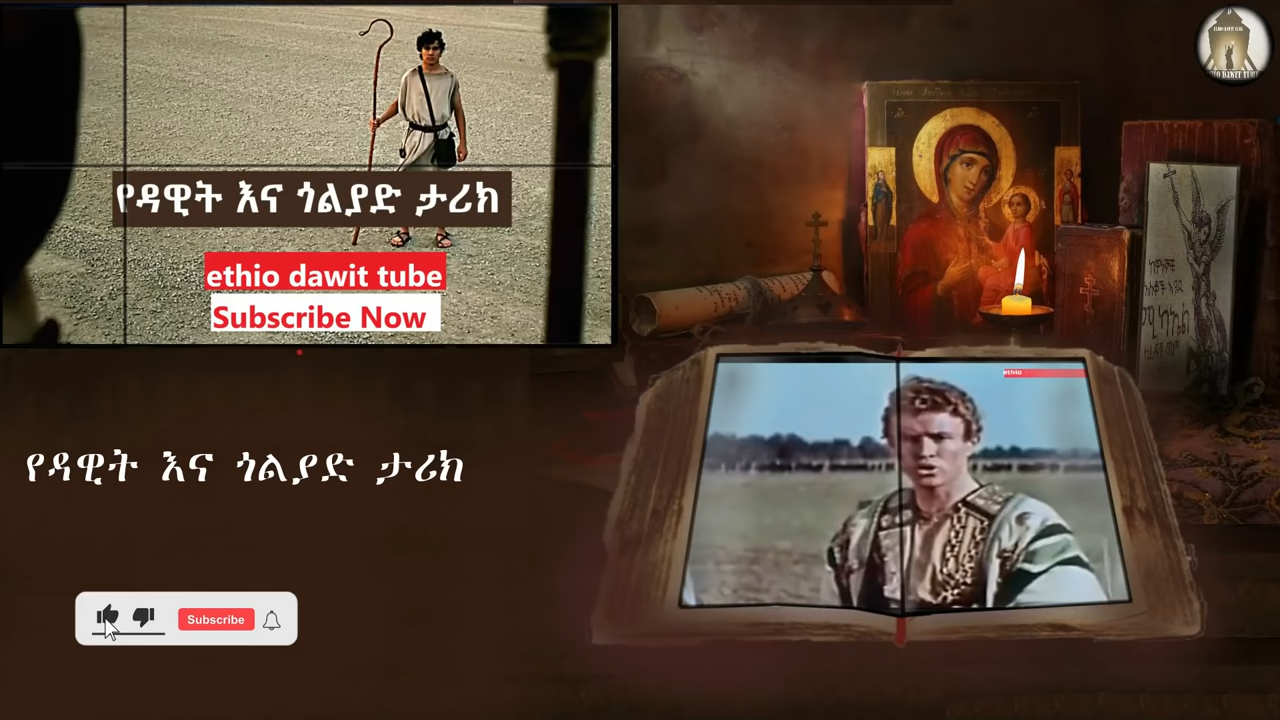 የዳዊት እና ጎልያድ ታሪክ
ethio dawit tube
Subscribe Now
ethio
የዳዊት እና ጎልያድ ታሪክ
Subscribe